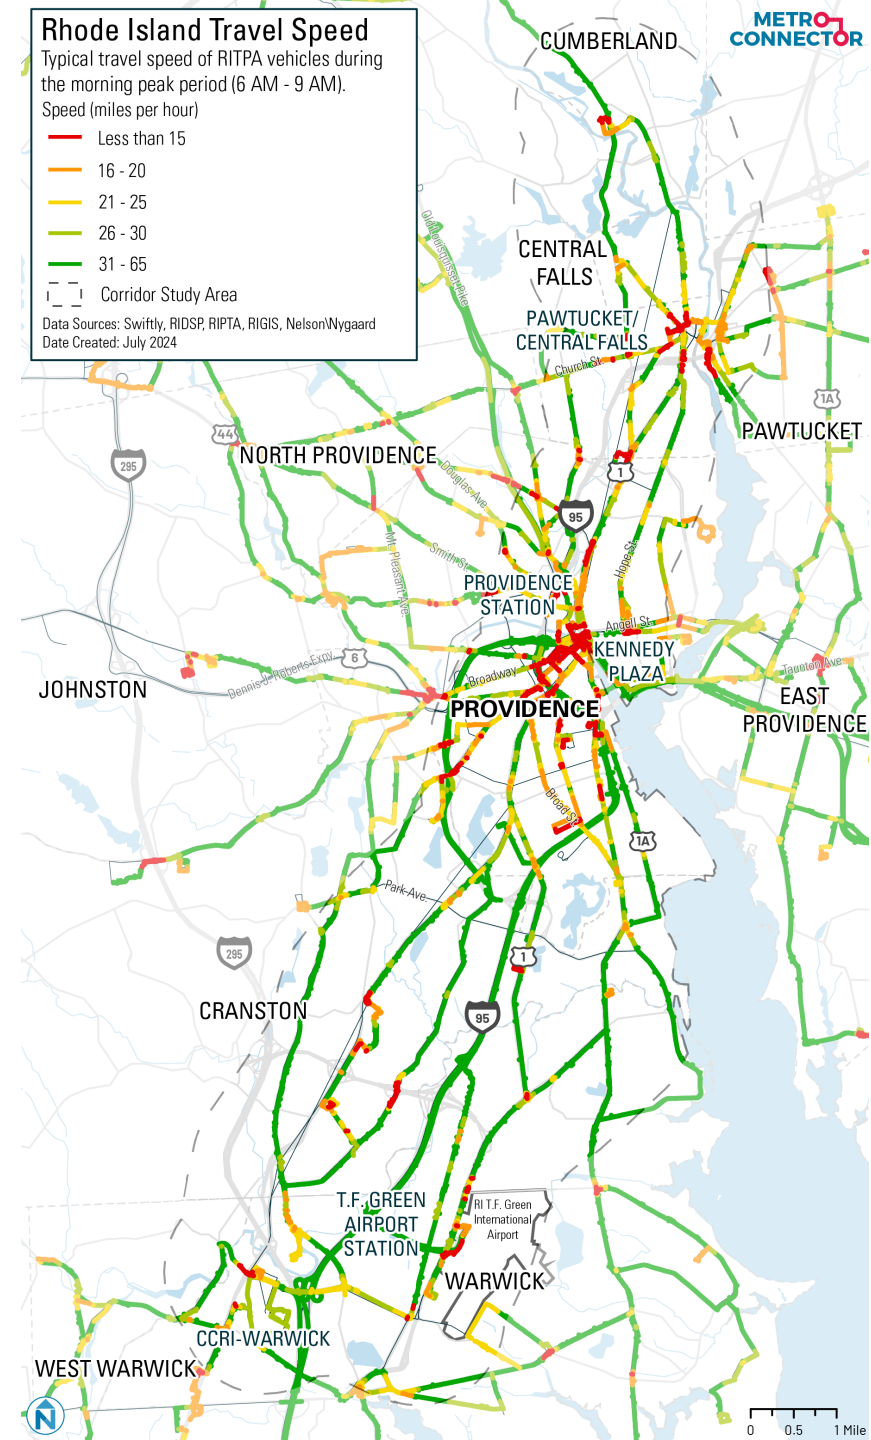 Rhode Island Travel Speed
Typical travel speed of RITPA vehicles during
the morning peak period (6 AM - 9 AM).
Speed (miles per hour)
Less than 15
16 - 20
21 - 25
26 - 30
31 - 65
Corridor Study Area
Data Sources: Swiftly, RIDSP, RIPTA, RIGIS, Nelson\Nygaard
Date Created: July 2024
METRO
CONNECTOR
CUMBERLAND
Old Louisquisset Pike
CENTRAL
FALLS
PAWTUCKET/
CENTRAL FALLS
Church St.
1A
PAWTUCKET
44
NORTH PROVIDENCE
295
1
Douglas Ave.
95
Smith St.
Mt. Pleasant Ave.
Hope St.
PROVIDENCE
STATION
Angell St.
KENNEDY
PLAZA
6
Dennis J. Roberts Expy.
Broadway
Taunton Ave.
JOHNSTON
EAST
PROVIDENCE
PROVIDENCE
Broad St.
1A
Park Ave.
295
1
CRANSTON
95
T.F. GREEN
AIRPORT
STATION
RI T.F. Green
International
Airport
WARWICK
CCRI-WARWICK
WEST WARWICK
N
0 0.5 1 Mile